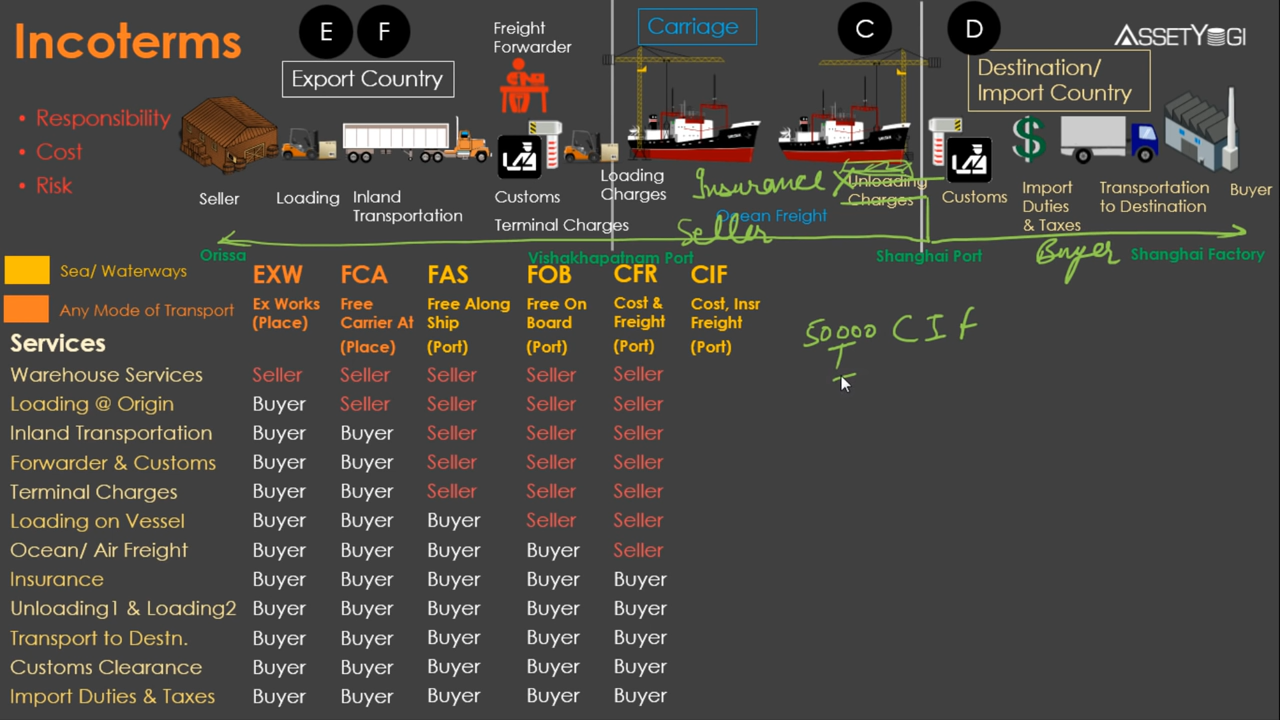 Incoterms
• Responsibility
• Cost
• Risk
E F
Export Country
Freight
Forwarder
Carriage
C
D
ASSETYOGI
Destination/
Import Country
Seller
Loading
Inland
Transportation
Customs
Terminal Charges
Loading
Charges
Insurance
Ocean Freight
Unloading
Charges
Customs
Import
Duties
& Taxes
Transportation
to Destination
Buyer
Seller
Buyer
Orissa
Vishakhapatnam Port
Shanghai Port
Shanghai Factory
Sea/ Waterways
Any Mode of Transport
EXW FCA FAS FOB CFR CIF
Ex Works
(Place)
Free
Carrier At
(Place)
Free Along
Ship
(Port)
Free On
Board
(Port)
Cost &
Freight
(Port)
Cost, Insr
Freight
(Port)
50000 CIF
Services
Warehouse Services Seller Seller Seller Seller Seller
Loading @ Origin Buyer Seller Seller Seller Seller
Inland Transportation Buyer Buyer Seller Seller Seller
Forwarder & Customs Buyer Buyer Seller Seller Seller
Terminal Charges Buyer Buyer Seller Seller Seller
Loading on Vessel Buyer Buyer Buyer Seller Seller
Ocean/ Air Freight Buyer Buyer Buyer Buyer Seller
Insurance Buyer Buyer Buyer Buyer Buyer
Unloading1 & Loading2 Buyer Buyer Buyer Buyer Buyer
Transport to Destn. Buyer Buyer Buyer Buyer Buyer
Customs Clearance Buyer Buyer Buyer Buyer Buyer
Import Duties & Taxes Buyer Buyer Buyer Buyer Buyer